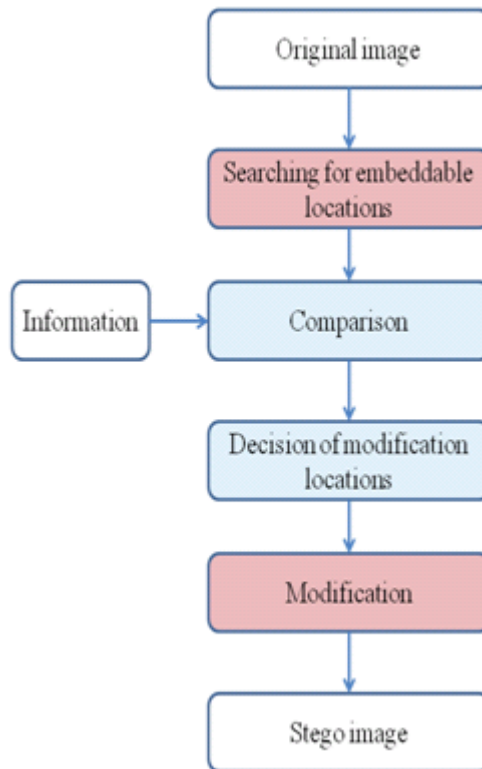 Original image
Searching for embeddable
locations
Information
Comparison
Decision of modification
locations
Modification
Stego image